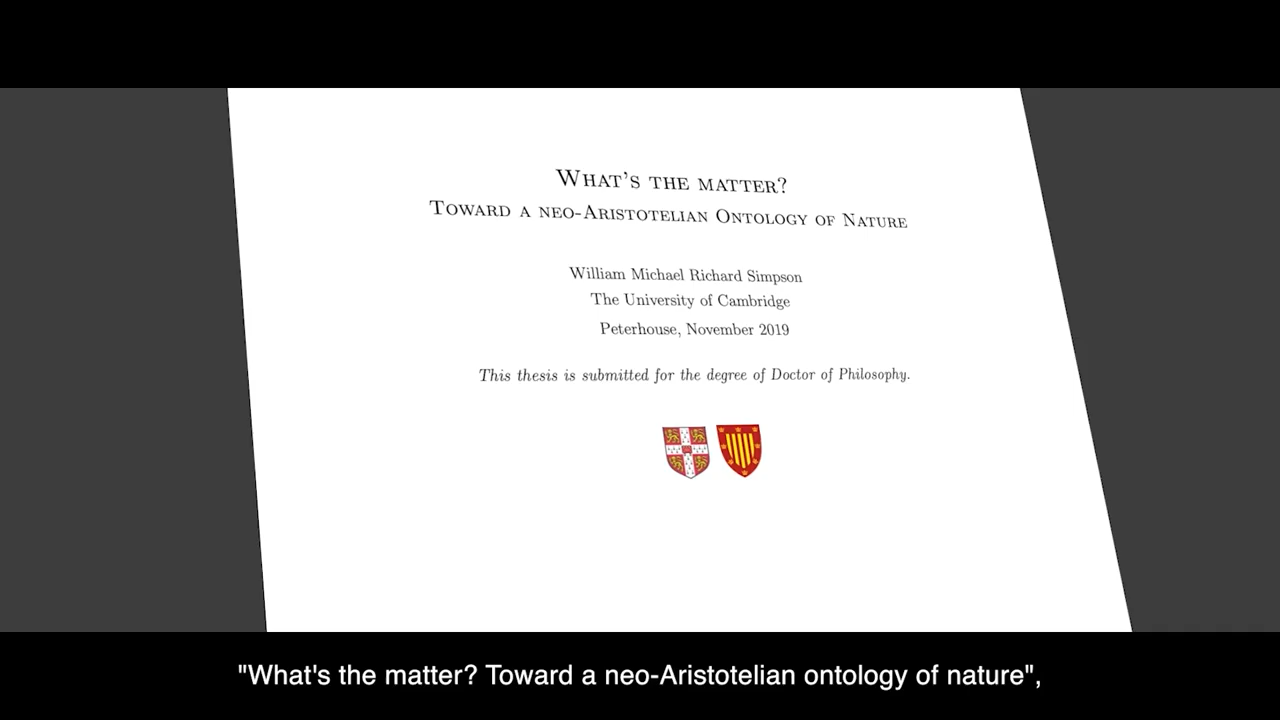 What's the matter?
Toward a neo-Aristotelian Ontology of Nature
William Michael Richard Simpson
The University of Cambridge
Peterhouse, November 2019
This thesis is submitted for the degree of Doctor of Philosophy.
"What's the matter? Toward a neo-Aristotelian ontology of nature",